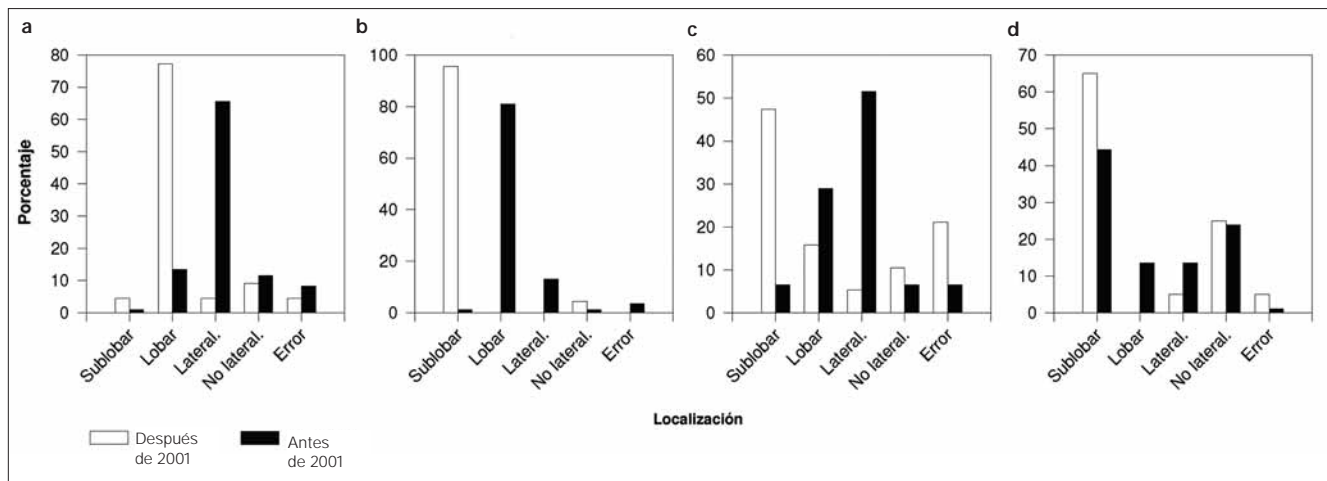 a
80
70
60
50
40
30
20
10
0
Porcentaje
Sublobar
Lobar
Lateral.
No lateral.
Error
b
100
80
60
40
20
0
Sublobar
Lobar
Lateral.
No lateral.
Error
c
60
50
40
30
20
10
0
Sublobar
Lobar
Lateral.
No lateral.
Error
d
70
60
50
40
30
20
10
0
Sublobar
Lobar
Lateral.
No lateral.
Error
Localización
Después
de 2001
Antes
de 2001